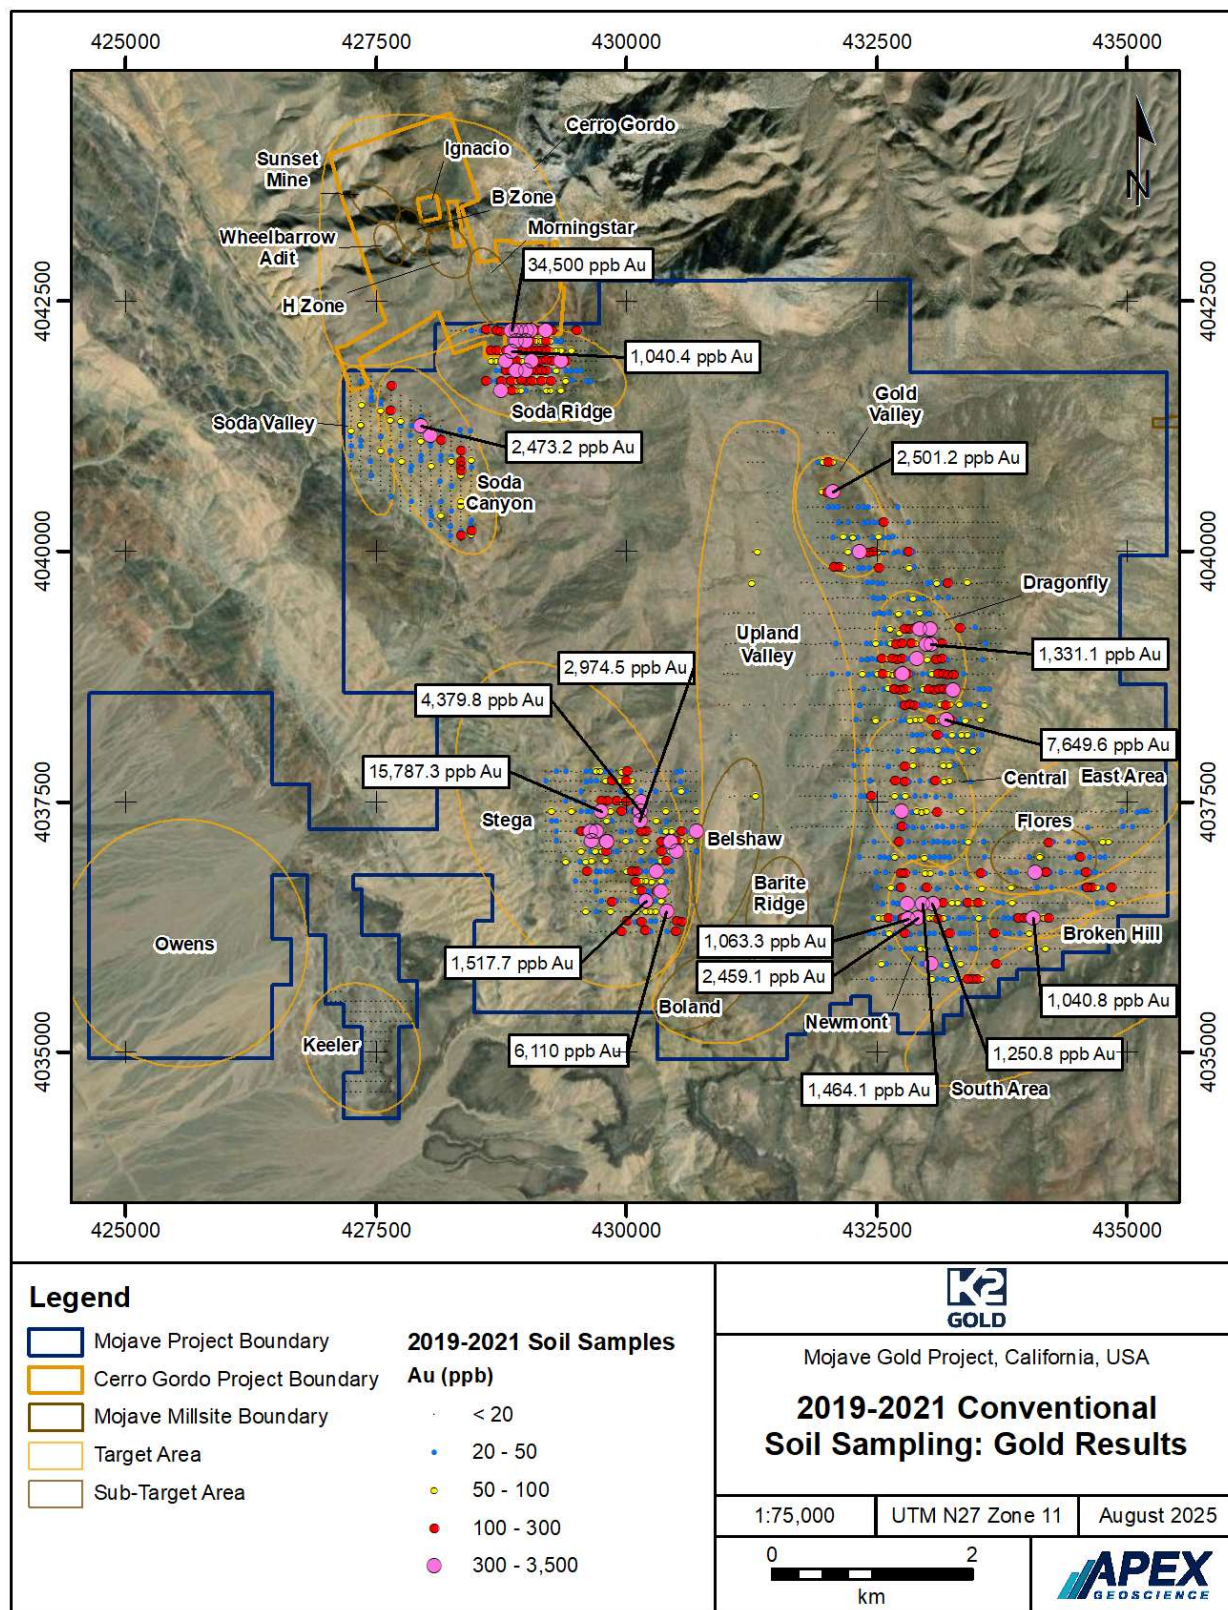 425000 427500 430000 432500 435000
4042500
4040000
4037500
4035000
4042500
4040000
4037500
4035000
N
Cerro Gordo
Ignacio
Sunset
Mine
B Zone
Morningstar
Wheelbarrow
Adit
34,500 ppb Au
H Zone
1,040.4 ppb Au
Gold
Valley
Soda Ridge
Soda Valley
2,473.2 ppb Au
2,501.2 ppb Au
Soda
Canyon
Dragonfly
Upland
Valley
1,331.1 ppb Au
2,974.5 ppb Au
4,379.8 ppb Au
7,649.6 ppb Au
15,787.3 ppb Au
Central
East Area
Stega
Flores
Belshaw
Barite
Ridge
Owens
1,063.3 ppb Au
Broken Hill
1,517.7 ppb Au
2,459.1 ppb Au
1,040.8 ppb Au
Boland
Newmont
Keeler
6,110 ppb Au
1,250.8 ppb Au
1,464.1 ppb Au
South Area
425000 427500 430000 432500 435000
Legend
Mojave Project Boundary
Cerro Gordo Project Boundary
Mojave Millsite Boundary
Target Area
Sub-Target Area
2019-2021 Soil Samples
Au (ppb)
< 20
20 - 50
50 - 100
100 - 300
300 - 3,500
K2
GOLD
Mojave Gold Project, California, USA
2019-2021 Conventional
Soil Sampling: Gold Results
1:75,000 UTM N27 Zone 11 August 2025
0 2
km
APEX
GEOSCIENCE